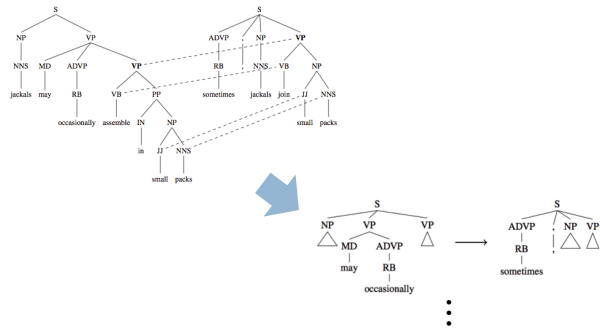 S S
NP VP ADVP , NP VP
NNS MD ADVP VP RB , NNS VB NP
jackals may RB VB PP sometimes jackals join JJ NNS
occasionally assemble IN NP small packs
in JJ NNS
small packs
S S
NP VP VP ADVP , NP VP
MD ADVP RB ,
may RB sometimes
occasionally